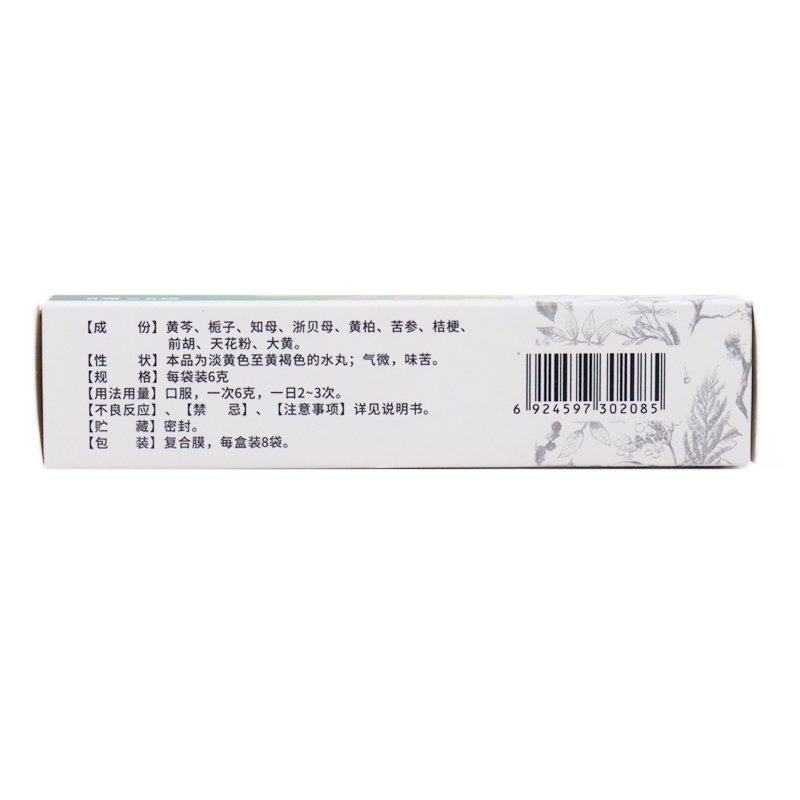 【成 份】黄芩、栀子、知母、浙贝母、黄柏、苦参、桔梗、
前胡、天花粉、大黄。
【性 状】本品为淡黄色至黄褐色的水丸；气微，味苦。
【规 格】每袋装6克
【用法用量】口服，一次6克，一日2~3次。
【不良反应】、【禁 忌】、【注意事项】详见说明书。
【贮 藏】密封。
【包 装】复合膜，每盒装8袋。
6 924597 302085